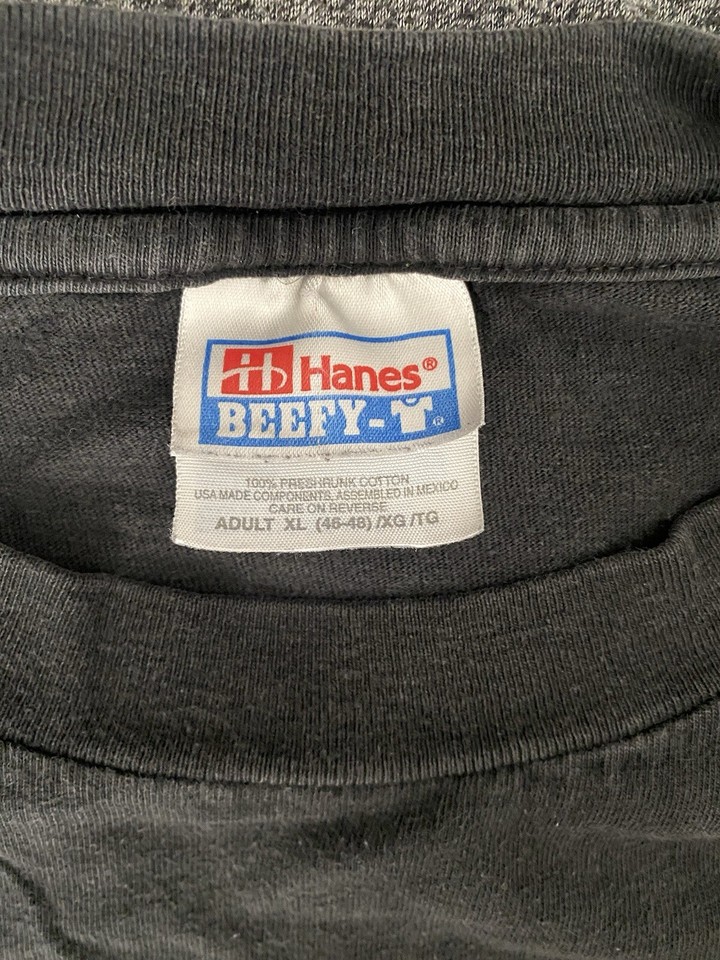 Hanes®
BEEFY-T®
100% PRESHRUNK COTTON
USA MADE COMPONENTS, ASSEMBLED IN MEXICO
CARE ON REVERSE
ADULT XL (46-48) /XG /TG